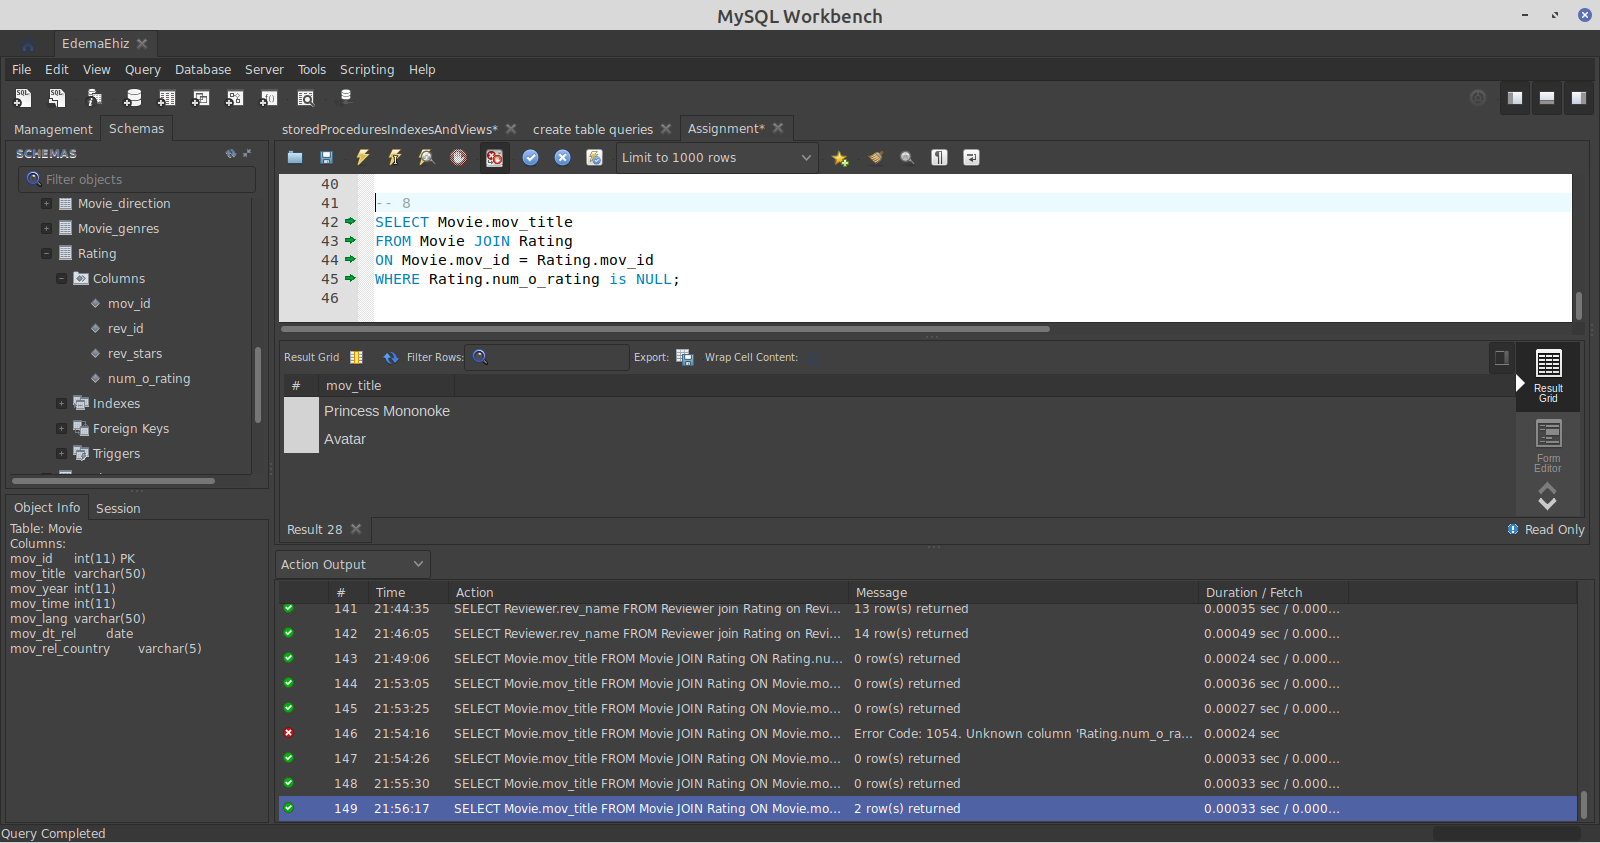 MySQL Workbench
EdemaEhiz
File Edit View Query Database Server Tools Scripting Help
Management Schemas
storedProceduresIndexesAndViews* create table queries Assignment*
SCHEMAS
Filter objects
Movie_direction
Movie_genres
Rating
Columns
mov_id
rev_id
rev_stars
num_o_rating
Indexes
Foreign Keys
Triggers
Limit to 1000 rows
40
41 -- 8
42 SELECT Movie.mov_title
43 FROM Movie JOIN Rating
44 ON Movie.mov_id = Rating.mov_id
45 WHERE Rating.num_o_rating is NULL;
46
Result Grid Filter Rows: Export: Wrap Cell Content:
# mov_title
Princess Mononoke
Avatar
Result Grid
Form Editor
Result 28 Read Only
Object Info Session
Table: Movie
Columns:
mov_id int(11) PK
mov_title varchar(50)
mov_year int(11)
mov_time int(11)
mov_lang varchar(50)
mov_dt_rel date
mov_rel_country varchar(5)
Action Output
# Time Action Message Duration / Fetch
141 21:44:35 SELECT Reviewer.rev_name FROM Reviewer join Rating on Revi... 13 row(s) returned 0.00035 sec / 0.000...
142 21:46:05 SELECT Reviewer.rev_name FROM Reviewer join Rating on Revi... 14 row(s) returned 0.00049 sec / 0.000...
143 21:49:06 SELECT Movie.mov_title FROM Movie JOIN Rating ON Rating.nu... 0 row(s) returned 0.00024 sec / 0.000...
144 21:53:05 SELECT Movie.mov_title FROM Movie JOIN Rating ON Movie.mo... 0 row(s) returned 0.00036 sec / 0.000...
145 21:53:25 SELECT Movie.mov_title FROM Movie JOIN Rating ON Movie.mo... 0 row(s) returned 0.00027 sec / 0.000...
146 21:54:16 SELECT Movie.mov_title FROM Movie JOIN Rating ON Movie.mo... Error Code: 1054. Unknown column 'Rating.num_o_ra... 0.00024 sec
147 21:54:26 SELECT Movie.mov_title FROM Movie JOIN Rating ON Movie.mo... 0 row(s) returned 0.00033 sec / 0.000...
148 21:55:30 SELECT Movie.mov_title FROM Movie JOIN Rating ON Movie.mo... 0 row(s) returned 0.00033 sec / 0.000...
149 21:56:17 SELECT Movie.mov_title FROM Movie JOIN Rating ON Movie.mo... 2 row(s) returned 0.00033 sec / 0.000...
Query Completed